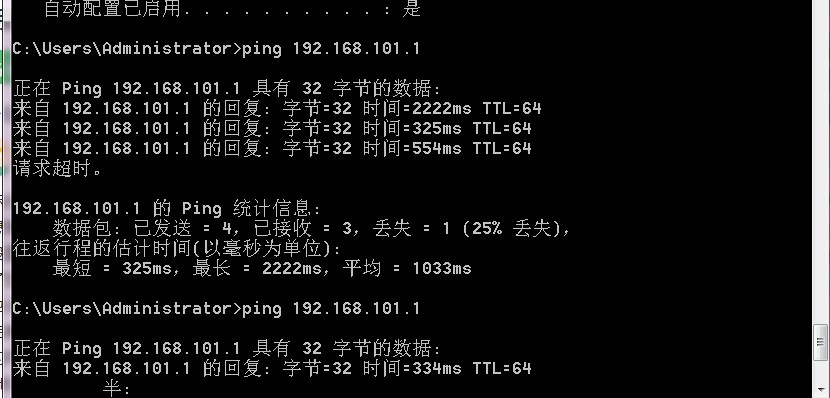 自动配置已启用. . . . . . . . . . . : 是
C:\Users\Administrator>ping 192.168.101.1
正在 Ping 192.168.101.1 具有 32 字节的数据:
来自 192.168.101.1 的回复: 字节=32 时间=2222ms TTL=64
来自 192.168.101.1 的回复: 字节=32 时间=325ms TTL=64
来自 192.168.101.1 的回复: 字节=32 时间=554ms TTL=64
请求超时。
192.168.101.1 的 Ping 统计信息:
数据包: 已发送 = 4，已接收 = 3，丢失 = 1 (25% 丢失)，
往返行程的估计时间(以毫秒为单位):
最短 = 325ms，最长 = 2222ms，平均 = 1033ms
C:\Users\Administrator>ping 192.168.101.1
正在 Ping 192.168.101.1 具有 32 字节的数据:
来自 192.168.101.1 的回复: 字节=32 时间=334ms TTL=64
半: